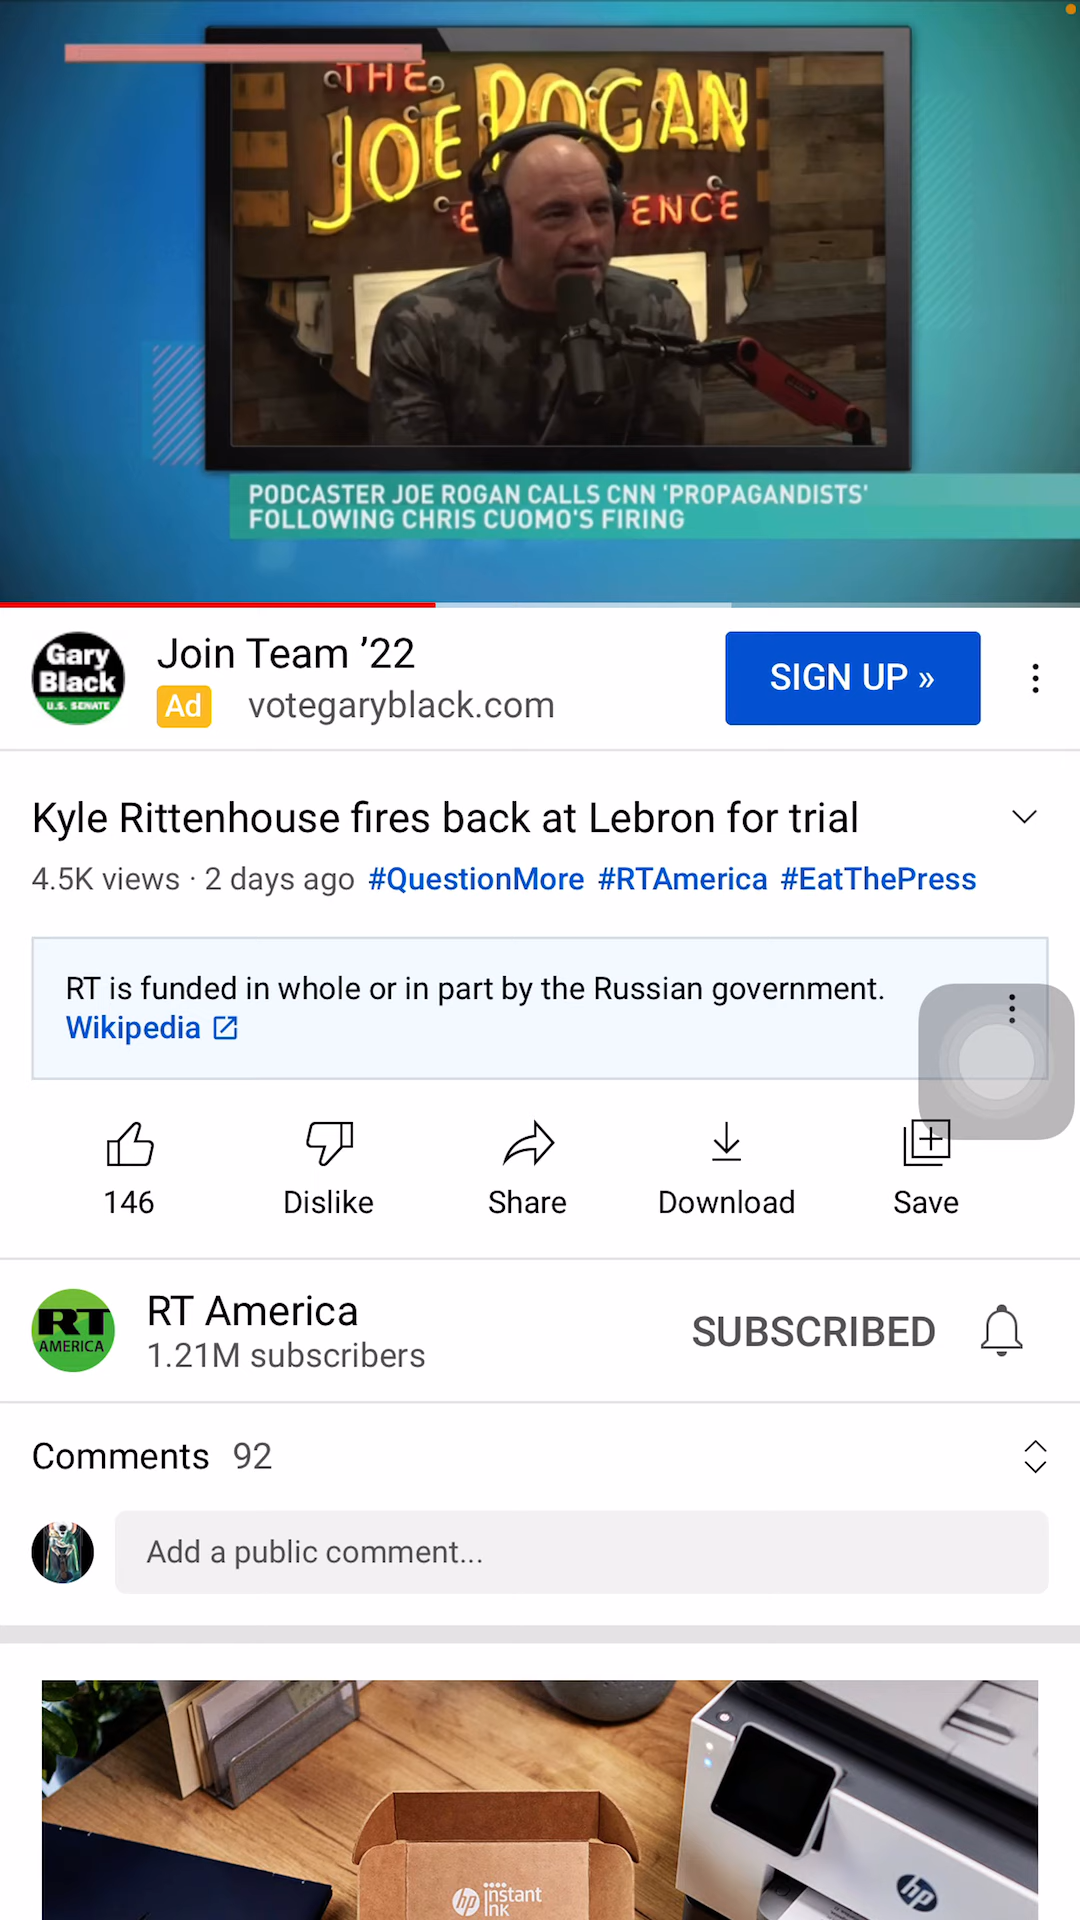 THE
JOE ROGAN
E ENCE
PODCASTER JOE ROGAN CALLS CNN 'PROPAGANDISTS'
FOLLOWING CHRIS CUOMO'S FIRING
Gary
Black
U.S. SENATE
Join Team ’22
Ad votegaryblack.com
SIGN UP »
Kyle Rittenhouse fires back at Lebron for trial
4.5K views · 2 days ago #QuestionMore #RTAmerica #EatThePress
RT is funded in whole or in part by the Russian government.
Wikipedia
146 Dislike Share Download Save
RT
AMERICA
RT America
1.21M subscribers
SUBSCRIBED
Comments 92
Add a public comment...
hp instant
ink
hp